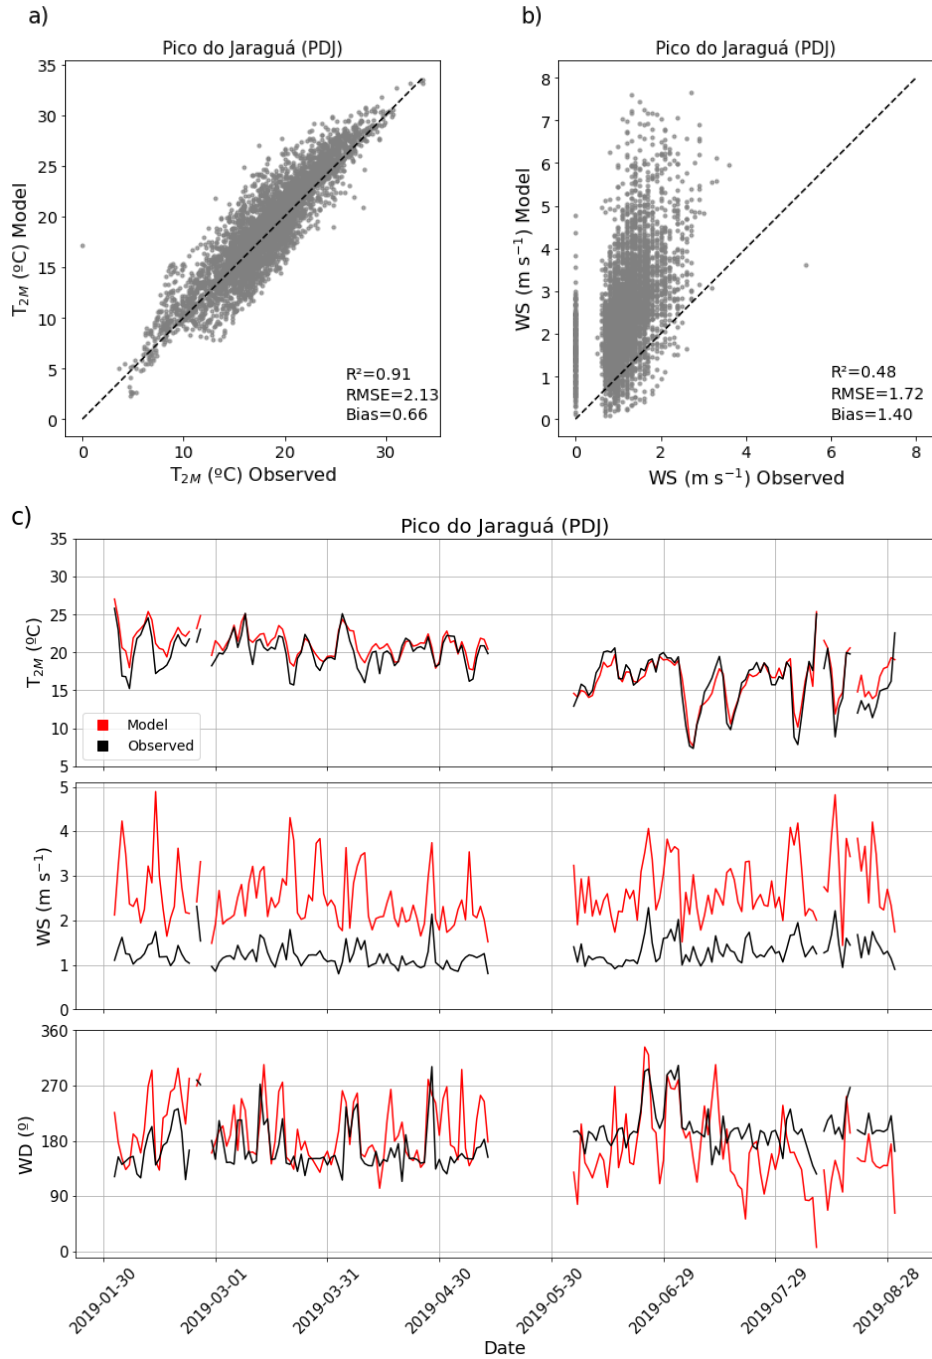 a)
Pico do Jaraguá (PDJ)
35
30
25
20
15
10
5
0
T2M (ºC) Model
R²=0.91
RMSE=2.13
Bias=0.66
0 10 20 30
T2M (ºC) Observed
b)
Pico do Jaraguá (PDJ)
8
7
6
5
4
3
2
1
0
WS (m s⁻¹) Model
R²=0.48
RMSE=1.72
Bias=1.40
0 2 4 6 8
WS (m s⁻¹) Observed
c)
Pico do Jaraguá (PDJ)
35
30
25
20
15
10
5
T2M (ºC)
Model
Observed
5
4
3
2
1
0
WS (m s⁻¹)
360
270
180
90
0
WD (º)
2019-01-30 2019-03-01 2019-03-31 2019-04-30 2019-05-30 2019-06-29 2019-07-29 2019-08-28
Date